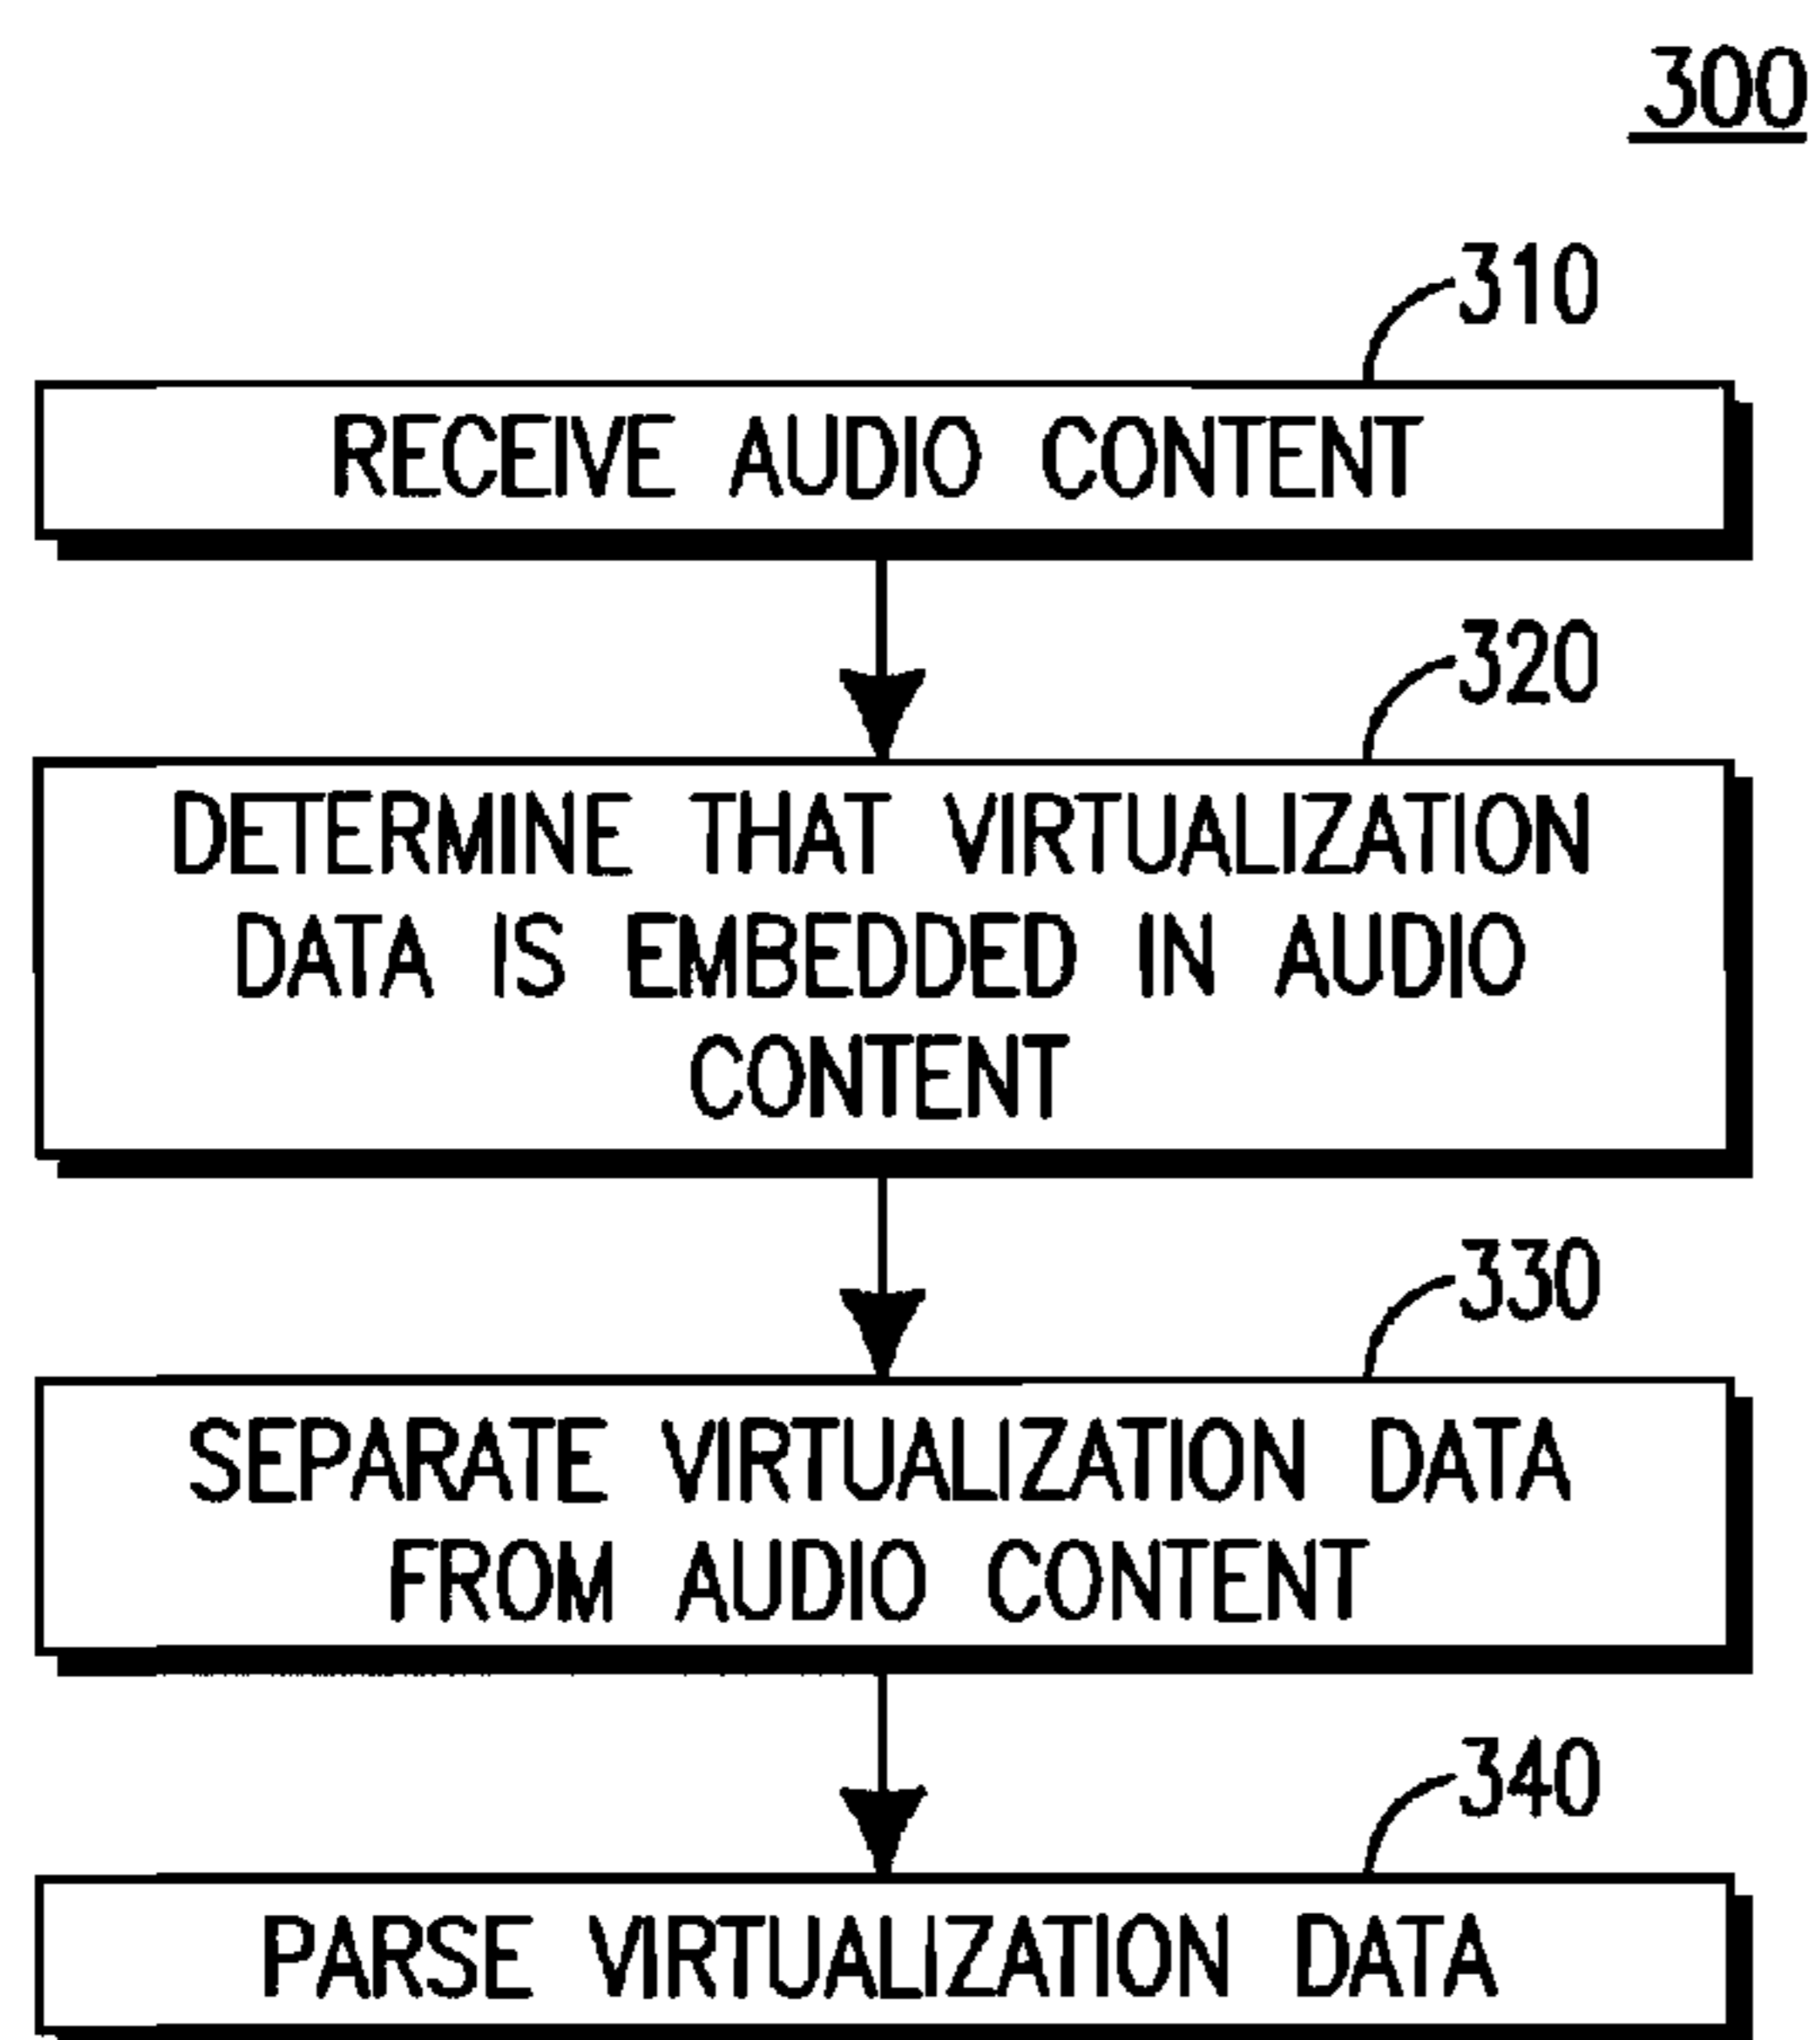 300
310
RECEIVE AUDIO CONTENT
320
DETERMINE THAT VIRTUALIZATION
DATA IS EMBEDDED IN AUDIO
CONTENT
330
SEPARATE VIRTUALIZATION DATA
FROM AUDIO CONTENT
340
PARSE VIRTUALIZATION DATA